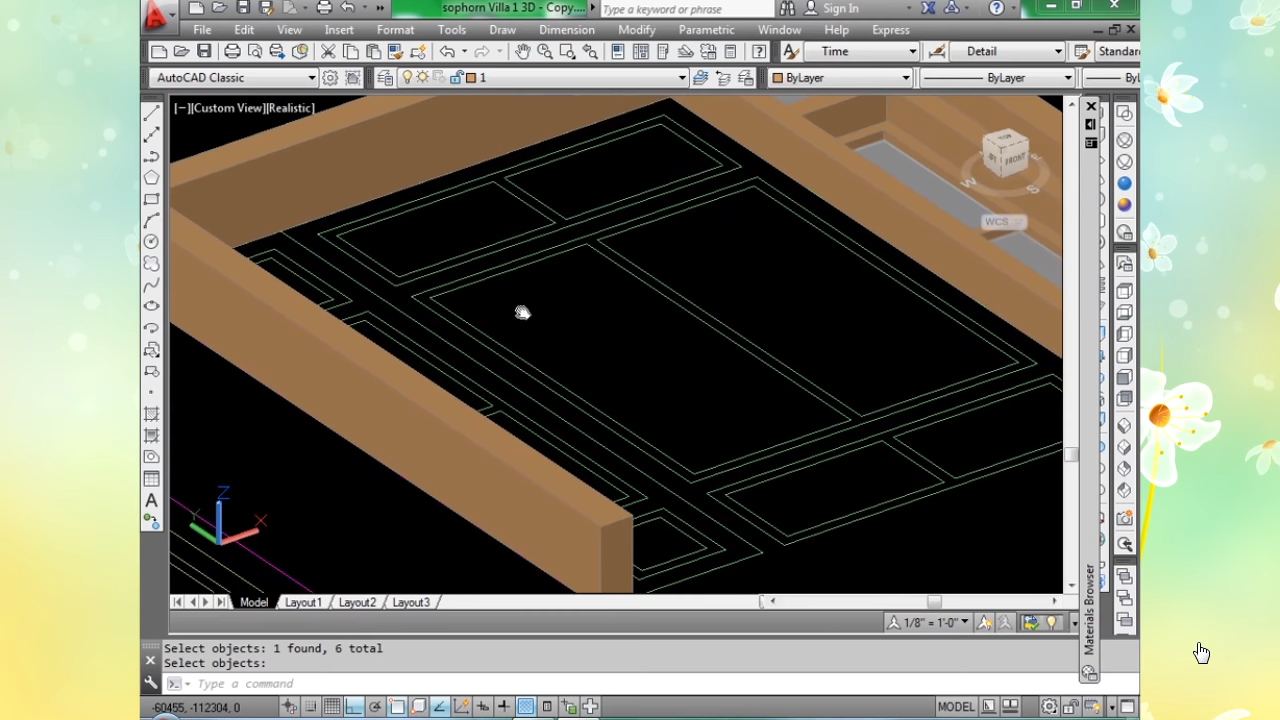 sophorn Villa 1 3D - Copy....
Type a keyword or phrase
Sign In
File Edit View Insert Format Tools Draw Dimension Modify Parametric Window Help Express
Time
Detail
Standar
AutoCAD Classic
1
ByLayer
ByLayer
ByL
[−][Custom View][Realistic]
TOP
FRONT
W
S
WCS
Z
Y
X
Materials Browser
Model Layout1 Layout2 Layout3
1/8" = 1'-0"
Select objects: 1 found, 6 total
Select objects:
Type a command
-60455, -112304, 0
MODEL